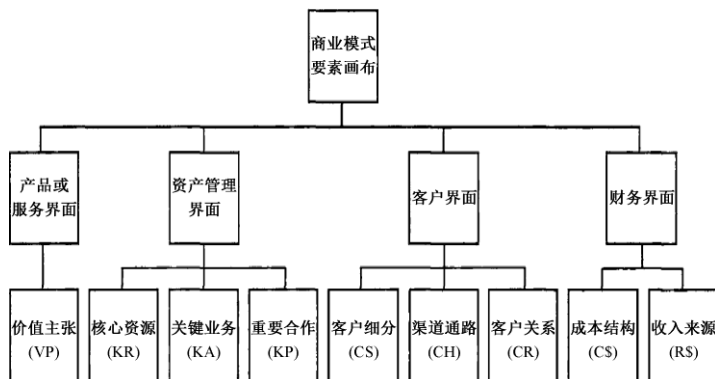 商业模式
要素画布
产品或
服务界面
资产管理
界面
客户界面
财务界面
价值主张
(VP)
核心资源
(KR)
关键业务
(KA)
重要合作
(KP)
客户细分
(CS)
渠道通路
(CH)
客户关系
(CR)
成本结构
(C$)
收入来源
(R$)